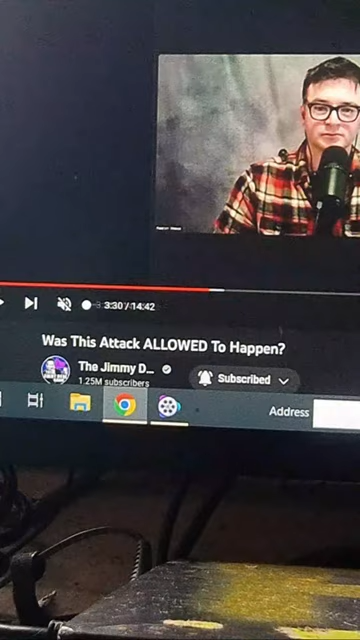 3:30 / 14:42
Was This Attack ALLOWED To Happen?
The Jimmy D...
1.25M subscribers
Subscribed
Address